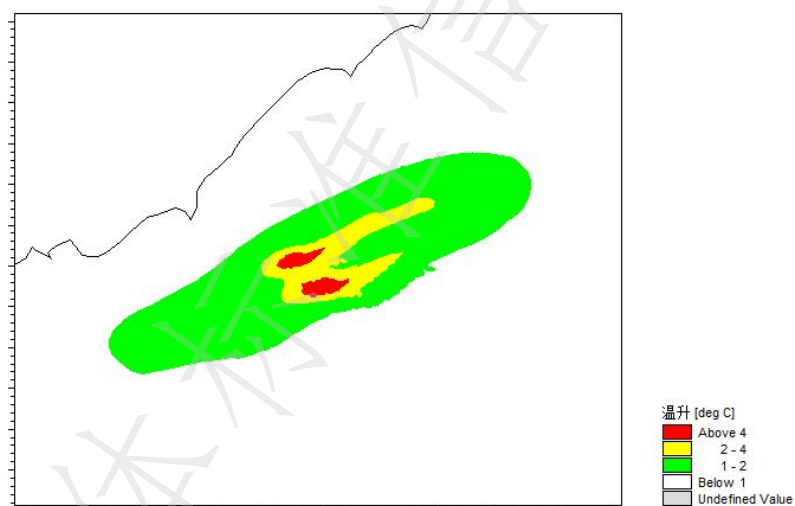 温升 [deg C]
Above 4
2 - 4
1 - 2
Below 1
Undefined Value